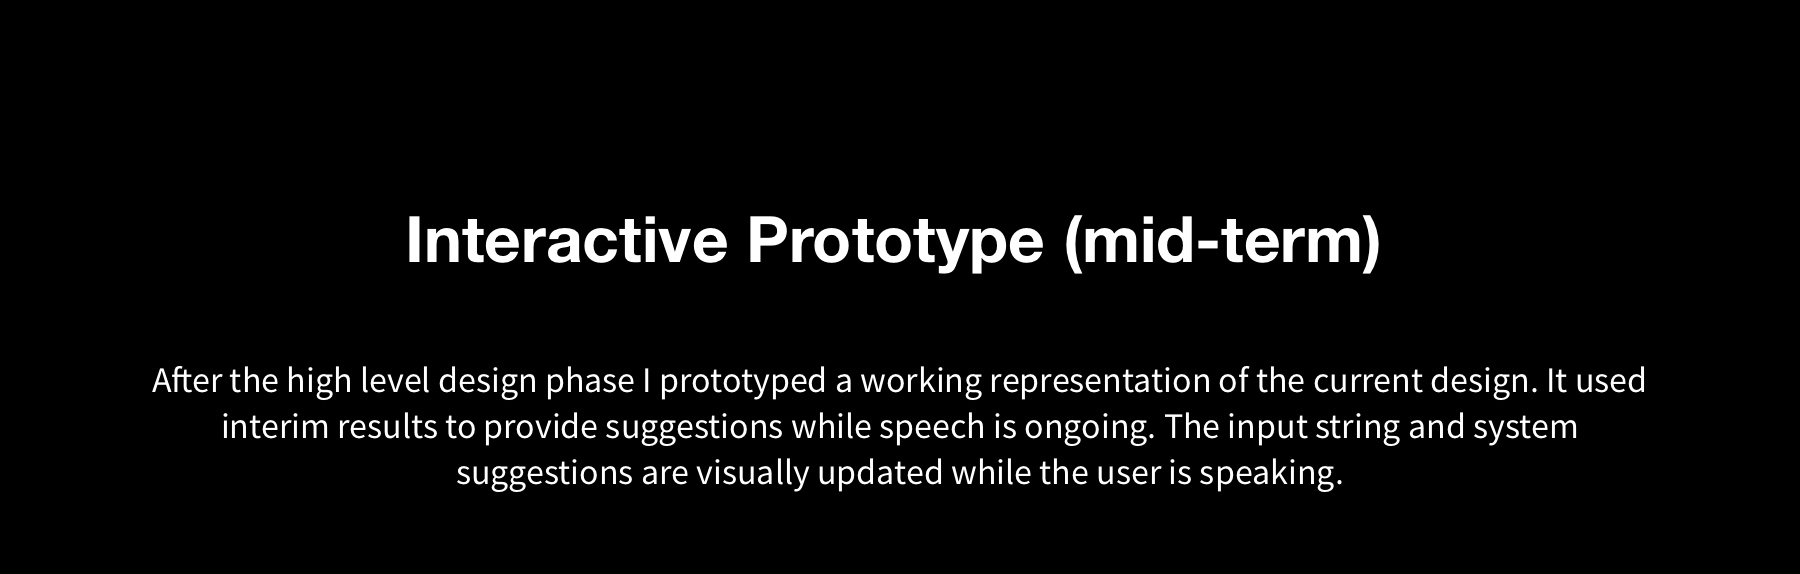 Interactive Prototype (mid-term)
After the high level design phase I prototyped a working representation of the current design. It used
interim results to provide suggestions while speech is ongoing. The input string and system
suggestions are visually updated while the user is speaking.